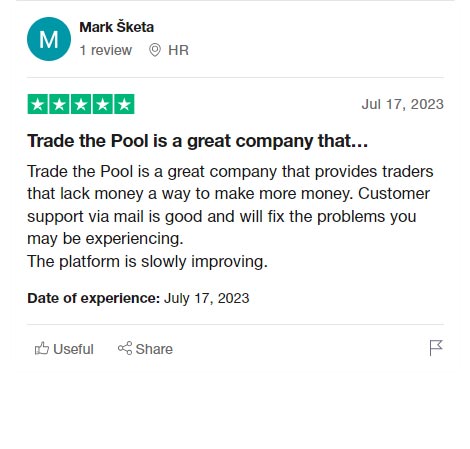 M
Mark Šketa
1 review HR
Jul 17, 2023
Trade the Pool is a great company that…
Trade the Pool is a great company that provides traders
that lack money a way to make more money. Customer
support via mail is good and will fix the problems you
may be experiencing.
The platform is slowly improving.
Date of experience: July 17, 2023
Useful Share